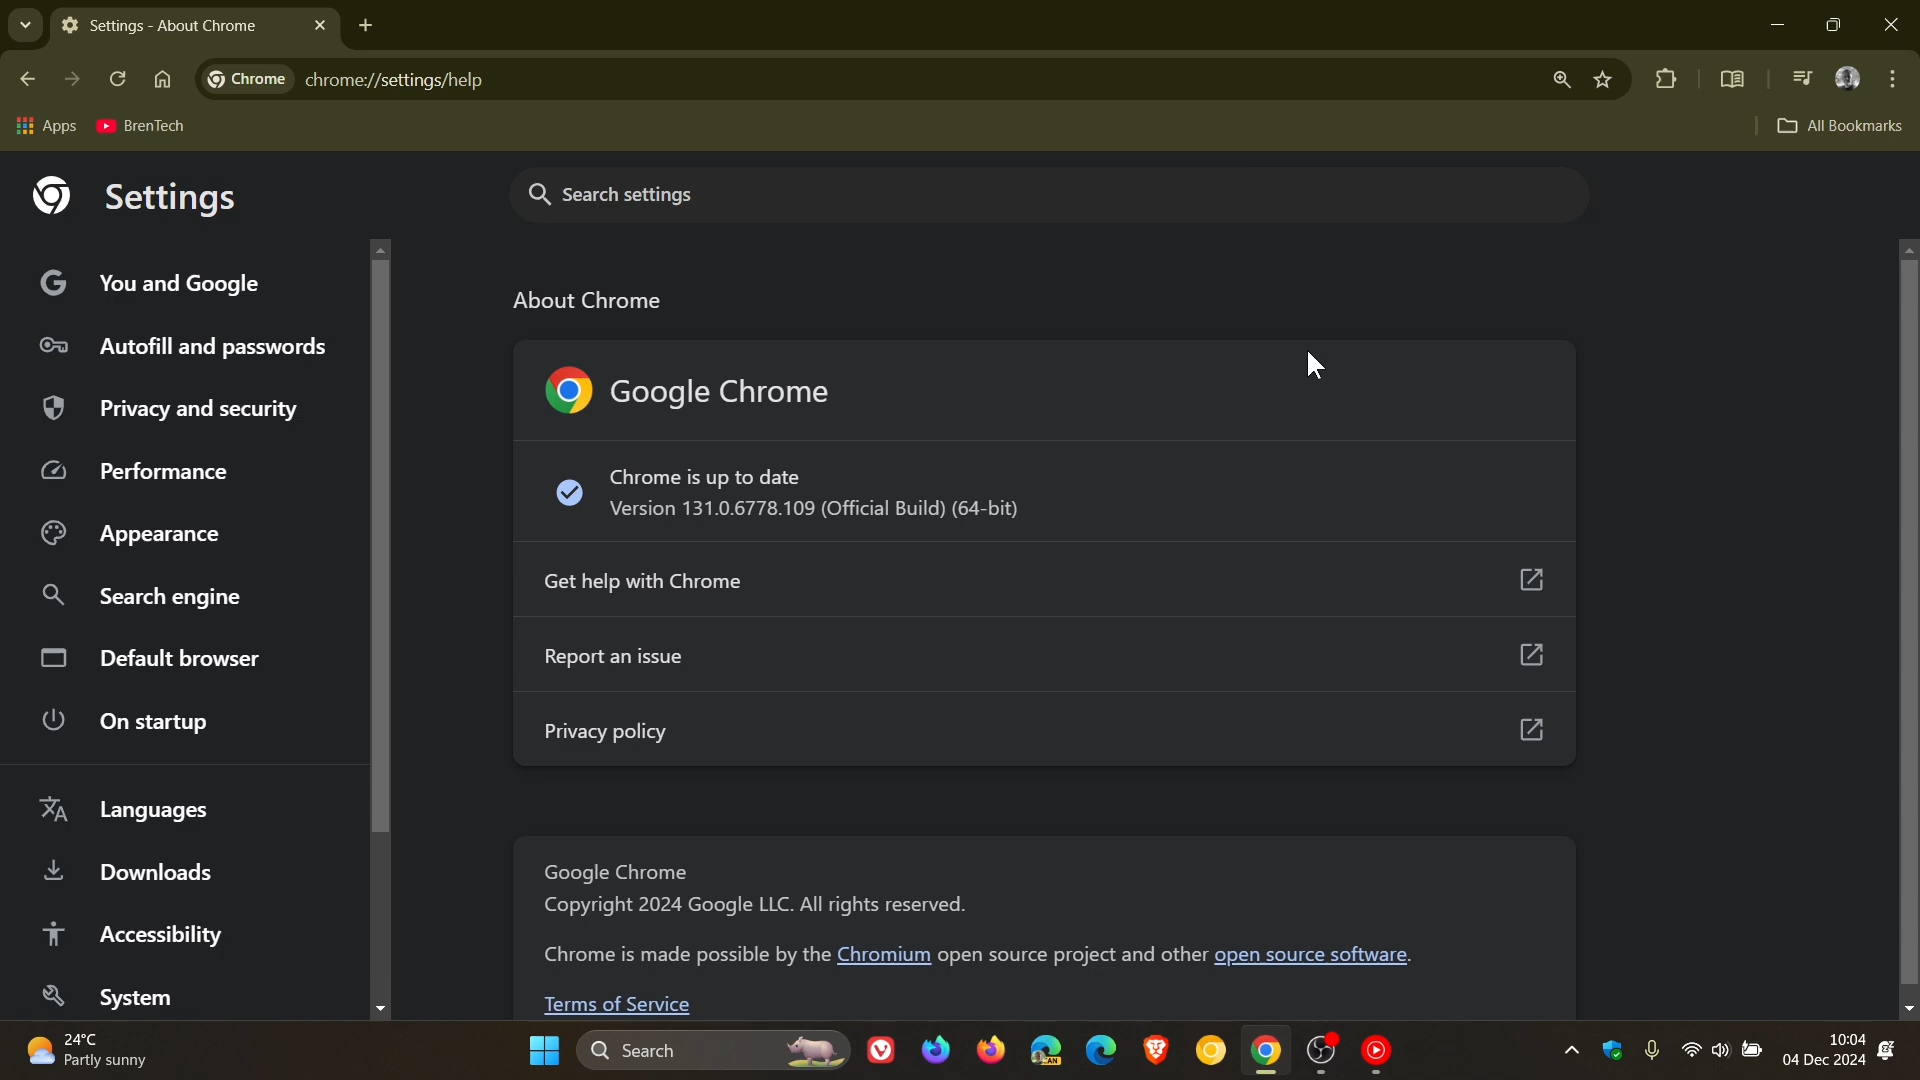 Settings - About Chrome
Chrome
chrome://settings/help
Apps
BrenTech
All Bookmarks
Settings
Search settings
You and Google
Autofill and passwords
Privacy and security
Performance
Appearance
Search engine
Default browser
On startup
Languages
Downloads
Accessibility
System
About Chrome
Google Chrome
Chrome is up to date
Version 131.0.6778.109 (Official Build) (64-bit)
Get help with Chrome
Report an issue
Privacy policy
Google Chrome
Copyright 2024 Google LLC. All rights reserved.
Chrome is made possible by the Chromium open source project and other open source software.
Terms of Service
24°C
Partly sunny
Search
CAN
10:04
04 Dec 2024